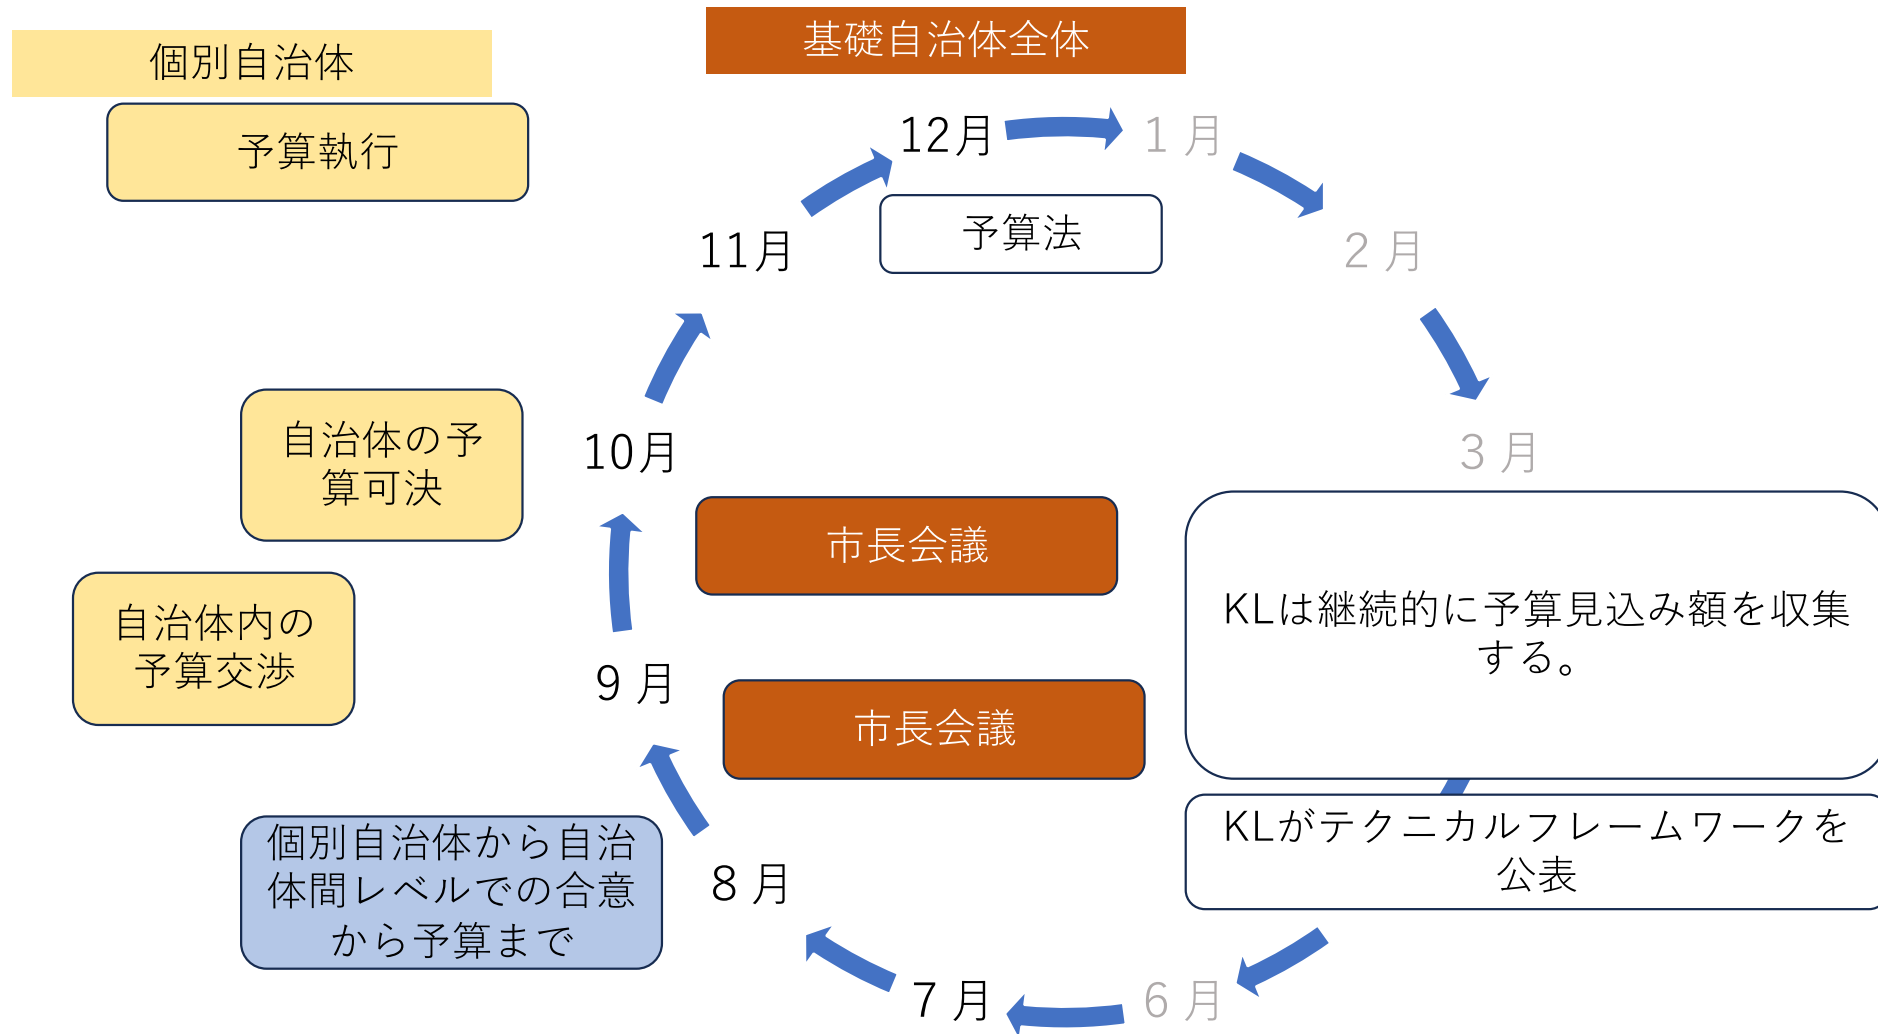 個別自治体
基礎自治体全体
予算執行
12月
1 月
予算法
11月
2 月
自治体の予
算可決
10月
3 月
市長会議
KLは継続的に予算見込み額を収集
する。
自治体内の
予算交渉
9 月
市長会議
KLがテクニカルフレームワークを
公表
個別自治体から自治
体間レベルでの合意
から予算まで
8 月
7 月
6 月